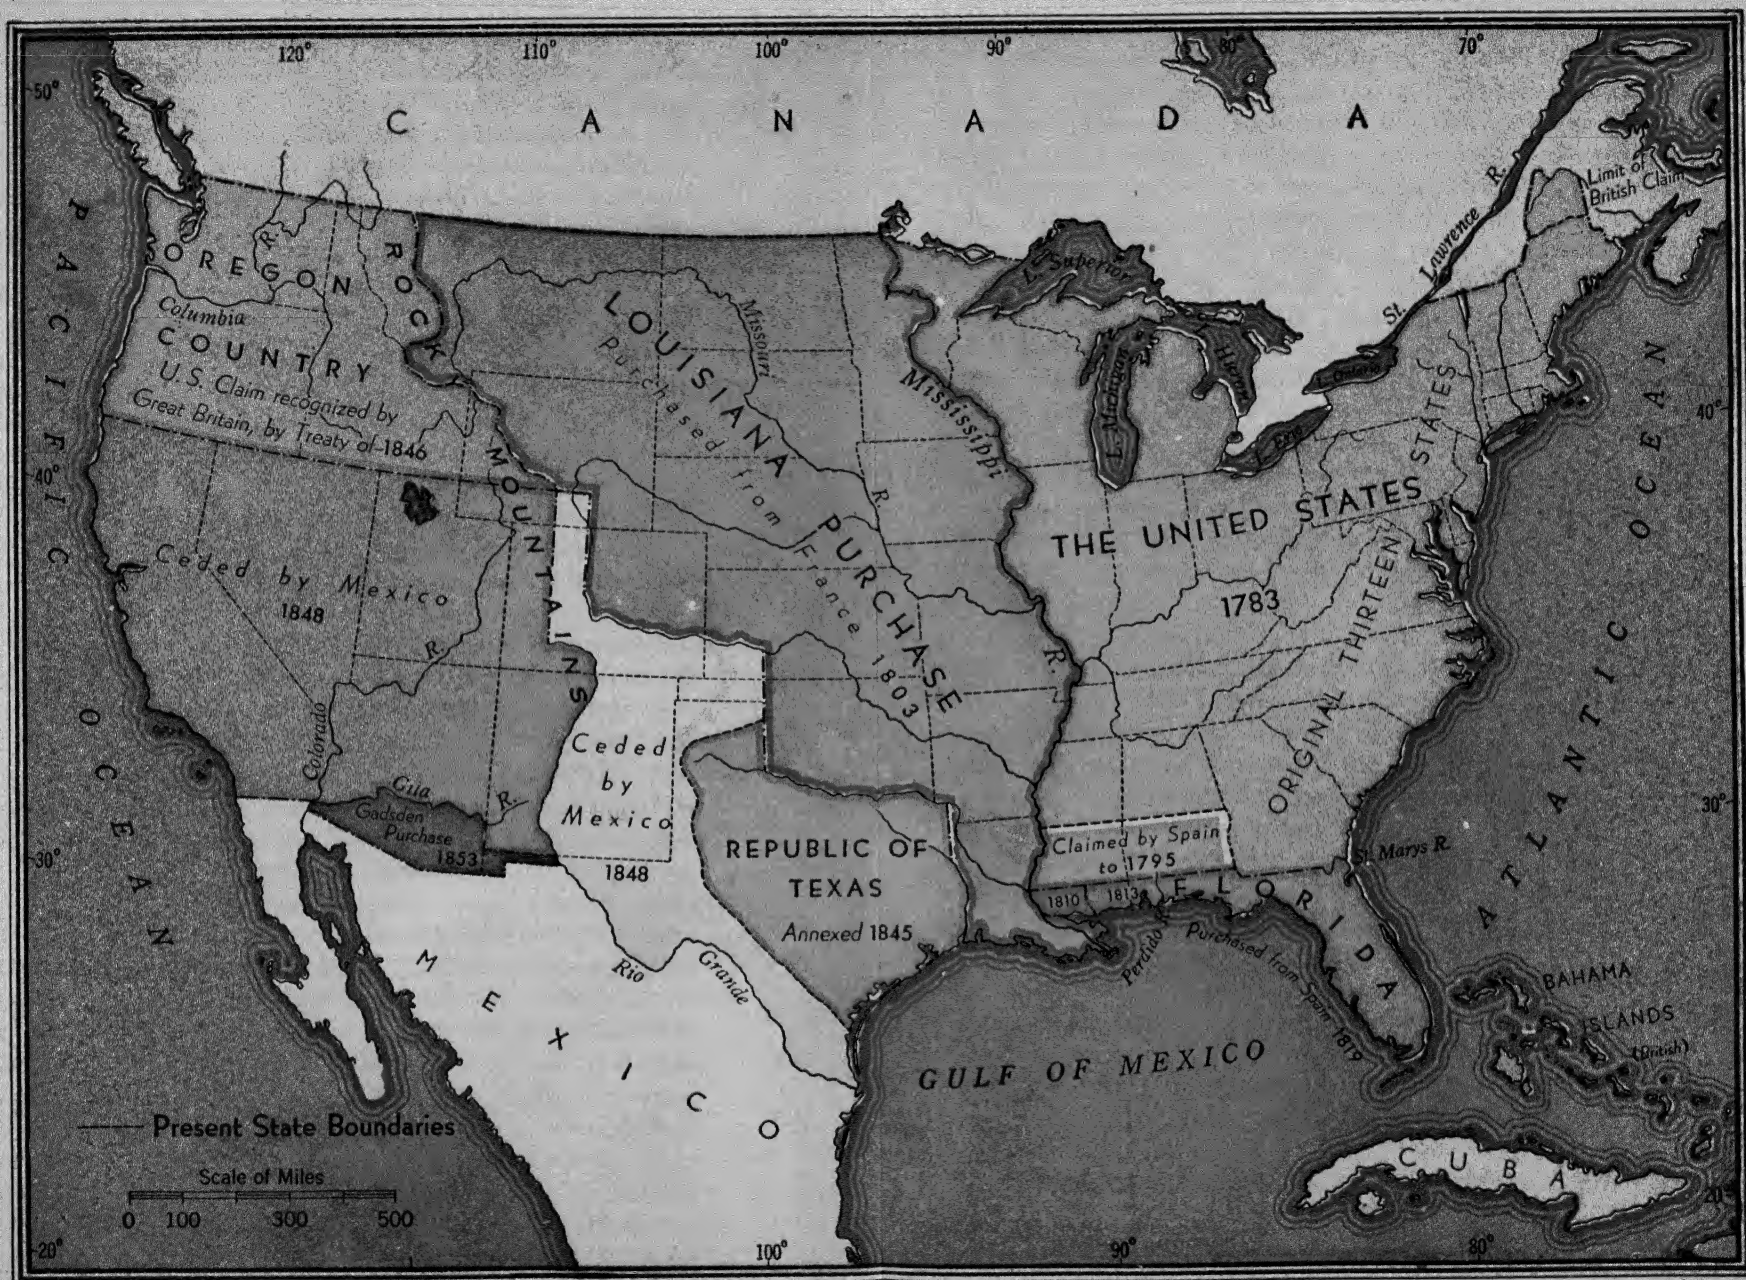 120°
110°
100°
90°
80°
70°
50°
C A N A D A
Limit of
British Claim
St. Lawrence R.
R.
OREGON
Columbia
COUNTRY
U.S. Claim recognized by
Great Britain, by Treaty of 1846
ROCK
MOUNTAINS
LOUISIANA
PURCHASE
Purchased from
France 1803
Missouri
R.
Mississippi
R.
L. Superior
L. Michigan
Huron
L. Ontario
Erie
THE UNITED STATES
1783
ORIGINAL THIRTEEN STATES
PACIFIC OCEAN
ATLANTIC OCEAN
40°
40°
Ceded by Mexico
1848
Colorado
R.
Gila
R.
Gadsden
Purchase
1853
Ceded
by
Mexico
1848
REPUBLIC OF
TEXAS
Annexed 1845
Claimed by Spain
to 1795
1810
1813
FLORIDA
Purchased from Spain 1819
Perdido R.
St. Marys R.
30°
30°
MEXICO
Rio Grande
GULF OF MEXICO
BAHAMA
ISLANDS
(British)
CUBA
Present State Boundaries
Scale of Miles
0 100 300 500
20°
20°
100°
90°
80°